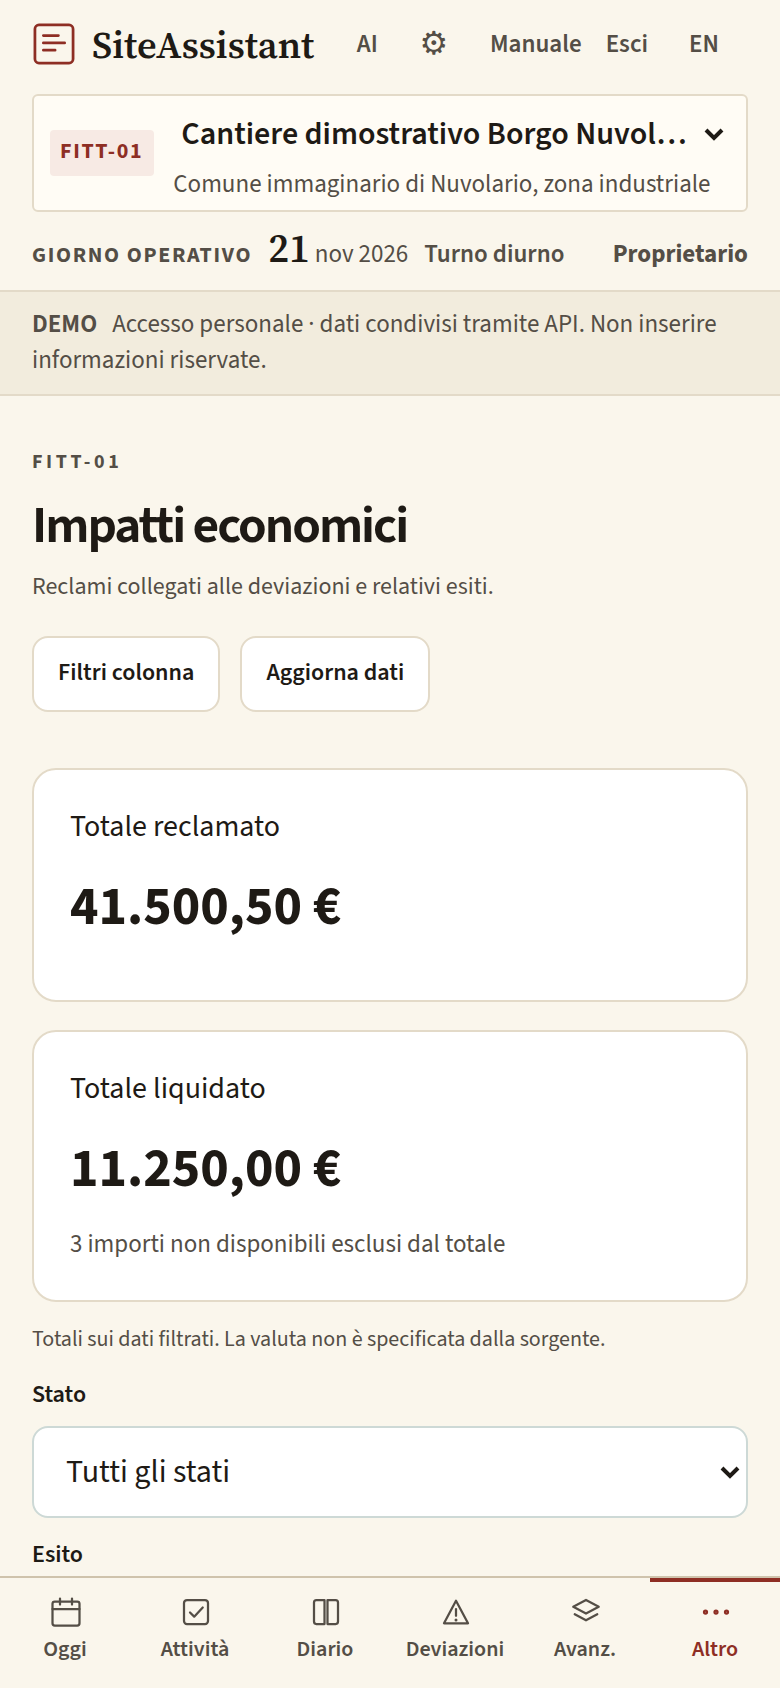 SiteAssistant AI ⚙ Manuale Esci EN
FITT-01 Cantiere dimostrativo Borgo Nuvol…
Comune immaginario di Nuvolario, zona industriale
GIORNO OPERATIVO 21 nov 2026 Turno diurno Proprietario
DEMO Accesso personale · dati condivisi tramite API. Non inserire
informazioni riservate.
FITT-01
Impatti economici
Reclami collegati alle deviazioni e relativi esiti.
Filtri colonna Aggiorna dati
Totale reclamato
41.500,50 €
Totale liquidato
11.250,00 €
3 importi non disponibili esclusi dal totale
Totali sui dati filtrati. La valuta non è specificata dalla sorgente.
Stato
Tutti gli stati
Esito
Oggi Attività Diario Deviazioni Avanz. Altro